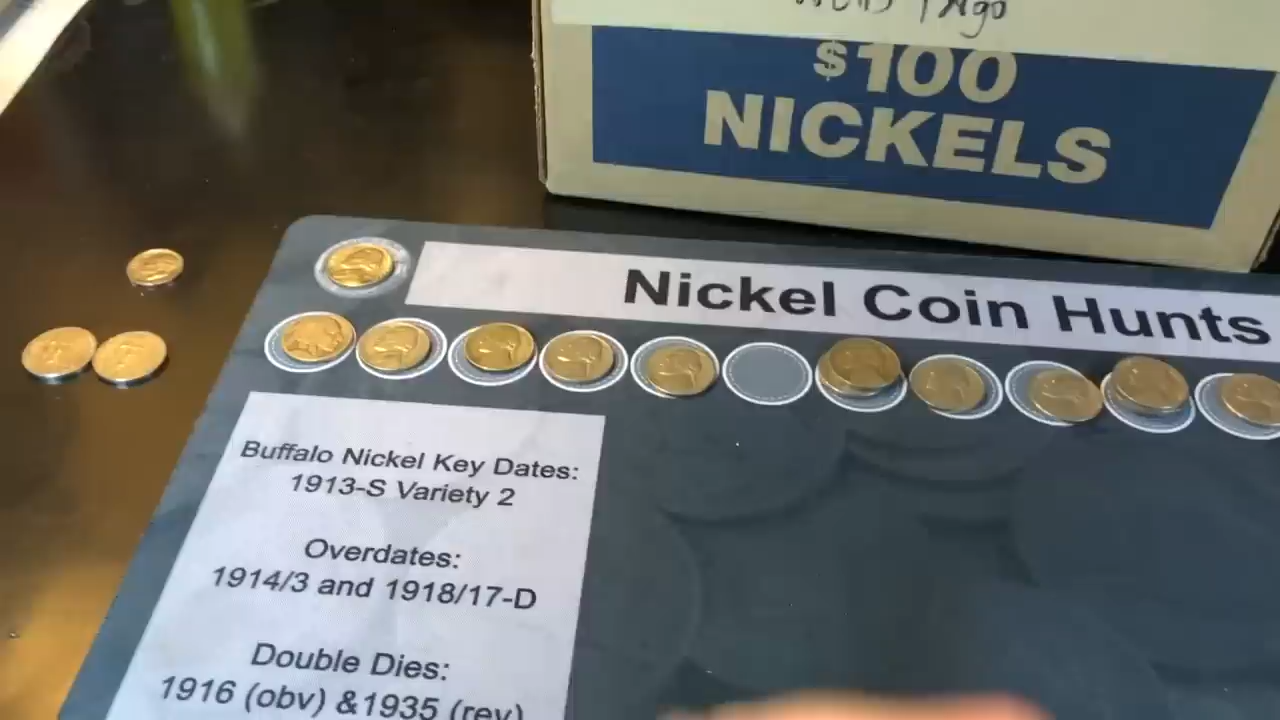 $100
NICKELS
Nickel Coin Hunts
Buffalo Nickel Key Dates:
1913-S Variety 2
Overdates:
1914/3 and 1918/17-D
Double Dies:
1916 (obv) &1935 (rev)